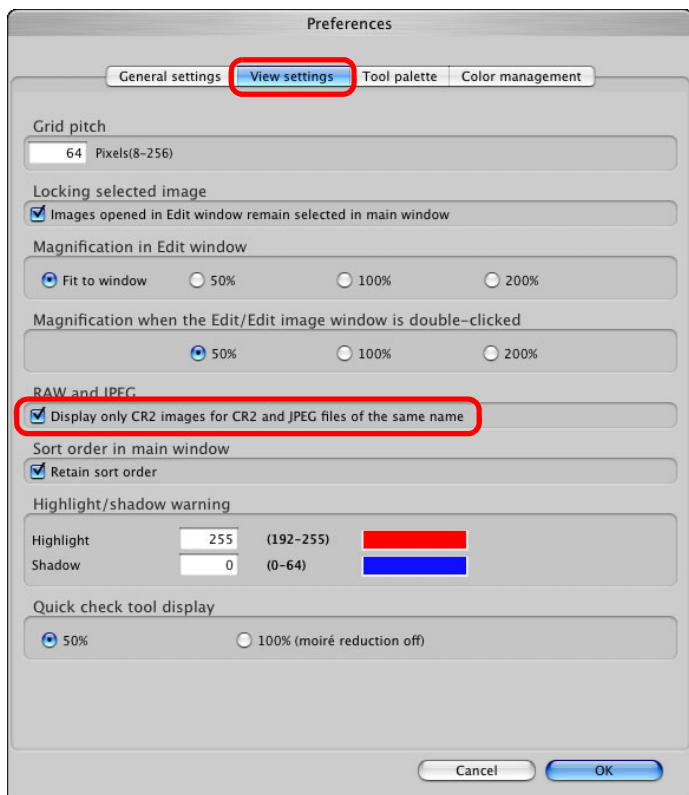 Preferences
General settings View settings Tool palette Color management
Grid pitch
64 Pixels(8-256)
Locking selected image
Images opened in Edit window remain selected in main window
Magnification in Edit window
Fit to window 50% 100% 200%
Magnification when the Edit/Edit image window is double-clicked
50% 100% 200%
RAW and JPEG
Display only CR2 images for CR2 and JPEG files of the same name
Sort order in main window
Retain sort order
Highlight/shadow warning
Highlight 255 (192-255)
Shadow 0 (0-64)
Quick check tool display
50% 100% (moiré reduction off)
Cancel OK